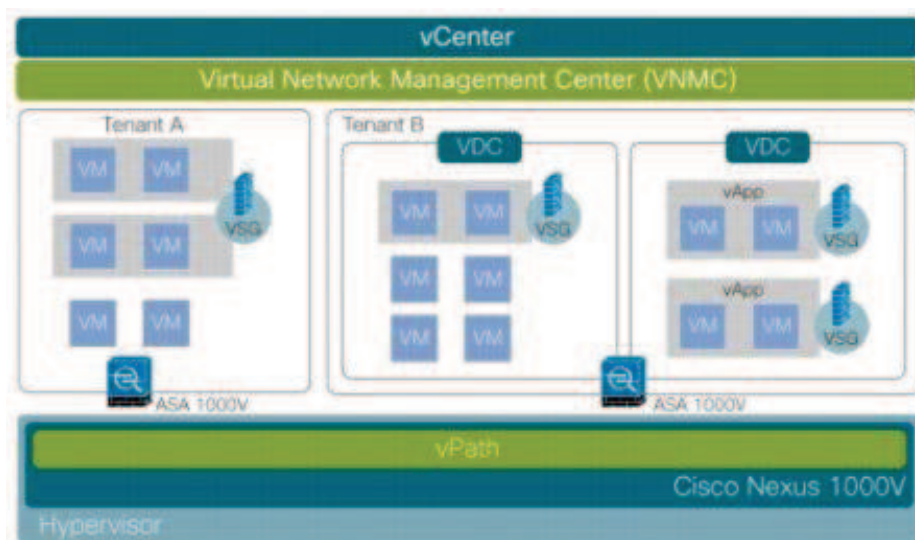 vCenter
Virtual Network Management Center (VNMC)
Tenant A
VM VM
VSG
VM VM
VM VM
ASA 1000V
Tenant B
VDC
VM VM
VSG
VM VM
VM VM
VDC
vApp
VM VM
VSG
vApp
VM VM
VSG
ASA 1000V
vPath
Cisco Nexus 1000V
Hypervisor